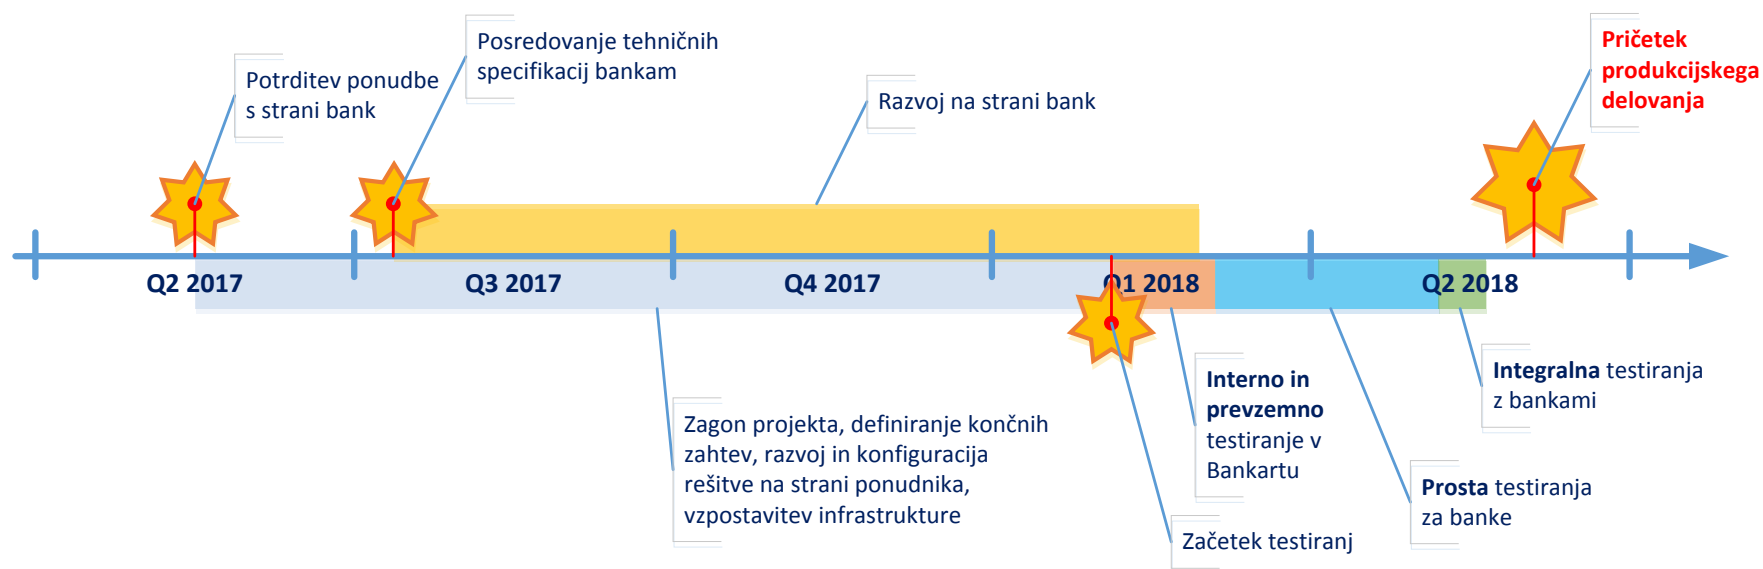 Potrditev ponudbe
s strani bank
Posredovanje tehničnih
specifikacij bankam
Razvoj na strani bank
Pričetek
produkcijskega
delovanja
Q2 2017
Q3 2017
Q4 2017
Q1 2018
Q2 2018
Zagon projekta, definiranje končnih
zahtev, razvoj in konfiguracija
rešitve na strani ponudnika,
vzpostavitev infrastrukture
Začetek testiranj
Interno in
prevzemno
testiranje v
Bankartu
Prosta testiranja
za banke
Integralna testiranja
z bankami